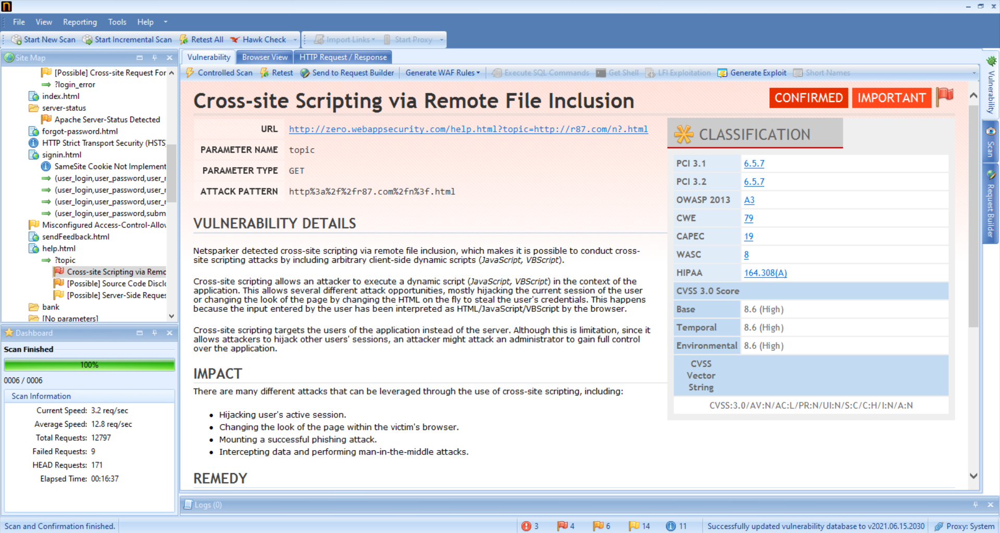 n
File View Reporting Tools Help
Start New Scan Start Incremental Scan Retest All Hawk Check Import Links Start Proxy
Site Map
[Possible] Cross-site Request For
?login_error
index.html
server-status
Apache Server-Status Detected
forgot-password.html
HTTP Strict Transport Security (HSTS)
signin.html
SameSite Cookie Not Implement
(user_login,user_password,user_r
(user_login,user_password,user_r
(user_login,user_password,user_r
(user_login,user_password,subm
Misconfigured Access-Control-Allow
sendFeedback.html
help.html
?topic
Cross-site Scripting via Remo
[Possible] Source Code Disclo
[Possible] Server-Side Reques
bank
[No parameters]
Dashboard
Scan Finished
100%
0006 / 0006
Scan Information
Current Speed: 3.2 req/sec
Average Speed: 12.8 req/sec
Total Requests: 12797
Failed Requests: 9
HEAD Requests: 171
Elapsed Time: 00:16:37
Vulnerability Browser View HTTP Request / Response
Controlled Scan Retest Send to Request Builder Generate WAF Rules Execute SQL Commands Get Shell LFI Exploitation Generate Exploit Short Names
Cross-site Scripting via Remote File Inclusion
CONFIRMED IMPORTANT
URL http://zero.webappsecurity.com/help.html?topic=http://r87.com/n?.html
PARAMETER NAME topic
PARAMETER TYPE GET
ATTACK PATTERN http%3a%2f%2fr87.com%2fn%3f.html
VULNERABILITY DETAILS
Netsparker detected cross-site scripting via remote file inclusion, which makes it is possible to conduct cross-
site scripting attacks by including arbitrary client-side dynamic scripts (JavaScript, VBScript).
Cross-site scripting allows an attacker to execute a dynamic script (JavaScript, VBScript) in the context of the
application. This allows several different attack opportunities, mostly hijacking the current session of the user
or changing the look of the page by changing the HTML on the fly to steal the user's credentials. This happens
because the input entered by the user has been interpreted as HTML/JavaScript/VBScript by the browser.
Cross-site scripting targets the users of the application instead of the server. Although this is limitation, since it
allows attackers to hijack other users' sessions, an attacker might attack an administrator to gain full control
over the application.
IMPACT
There are many different attacks that can be leveraged through the use of cross-site scripting, including:
• Hijacking user's active session.
• Changing the look of the page within the victim's browser.
• Mounting a successful phishing attack.
• Intercepting data and performing man-in-the-middle attacks.
REMEDY
CLASSIFICATION
PCI 3.1 6.5.7
PCI 3.2 6.5.7
OWASP 2013 A3
CWE 79
CAPEC 19
WASC 8
HIPAA 164.308(A)
CVSS 3.0 Score
Base 8.6 (High)
Temporal 8.6 (High)
Environmental 8.6 (High)
CVSS
Vector
String
CVSS:3.0/AV:N/AC:L/PR:N/UI:N/S:C/C:H/I:N/A:N
Vulnerability
Scan
Request Builder
Logs (0)
Scan and Confirmation finished. 3 4 6 14 11 Successfully updated vulnerability database to v2021.06.15.2030 Proxy: System